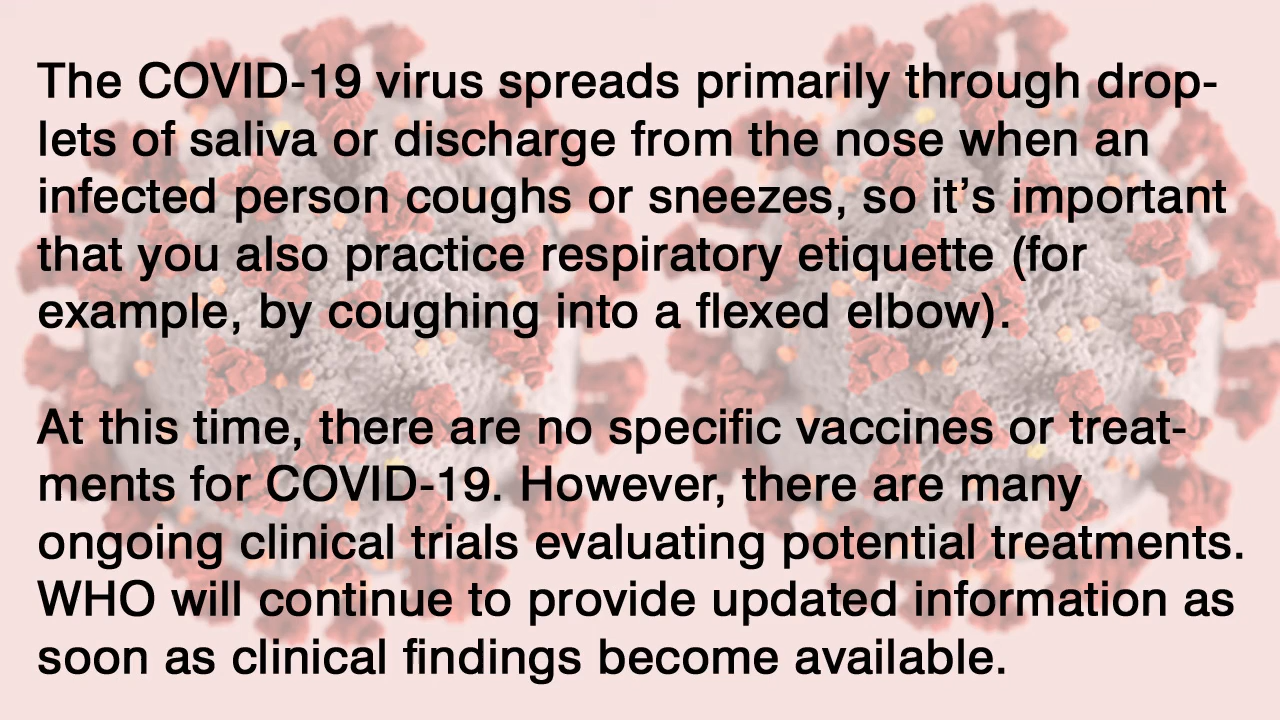 The COVID-19 virus spreads primarily through drop-
lets of saliva or discharge from the nose when an
infected person coughs or sneezes, so it’s important
that you also practice respiratory etiquette (for
example, by coughing into a flexed elbow).
At this time, there are no specific vaccines or treat-
ments for COVID-19. However, there are many
ongoing clinical trials evaluating potential treatments.
WHO will continue to provide updated information as
soon as clinical findings become available.